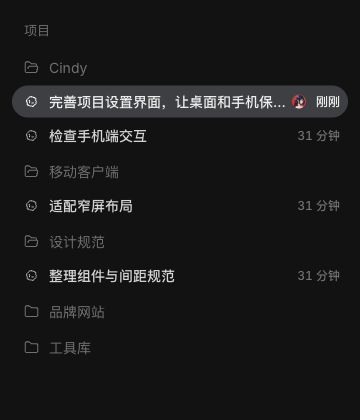 项目
Cindy
完善项目设置界面，让桌面和手机保... 刚刚
检查手机端交互 31 分钟
移动客户端
适配窄屏布局 31 分钟
设计规范
整理组件与间距规范 31 分钟
品牌网站
工具库